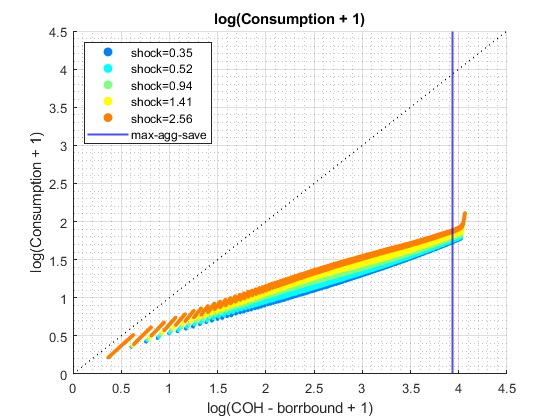 log(Consumption + 1)
4.5
4
3.5
3
2.5
2
1.5
1
0.5
0
log(Consumption + 1)
shock=0.35
shock=0.52
shock=0.94
shock=1.41
shock=2.56
max-agg-save
0 0.5 1 1.5 2 2.5 3 3.5 4 4.5
log(COH - borrbound + 1)